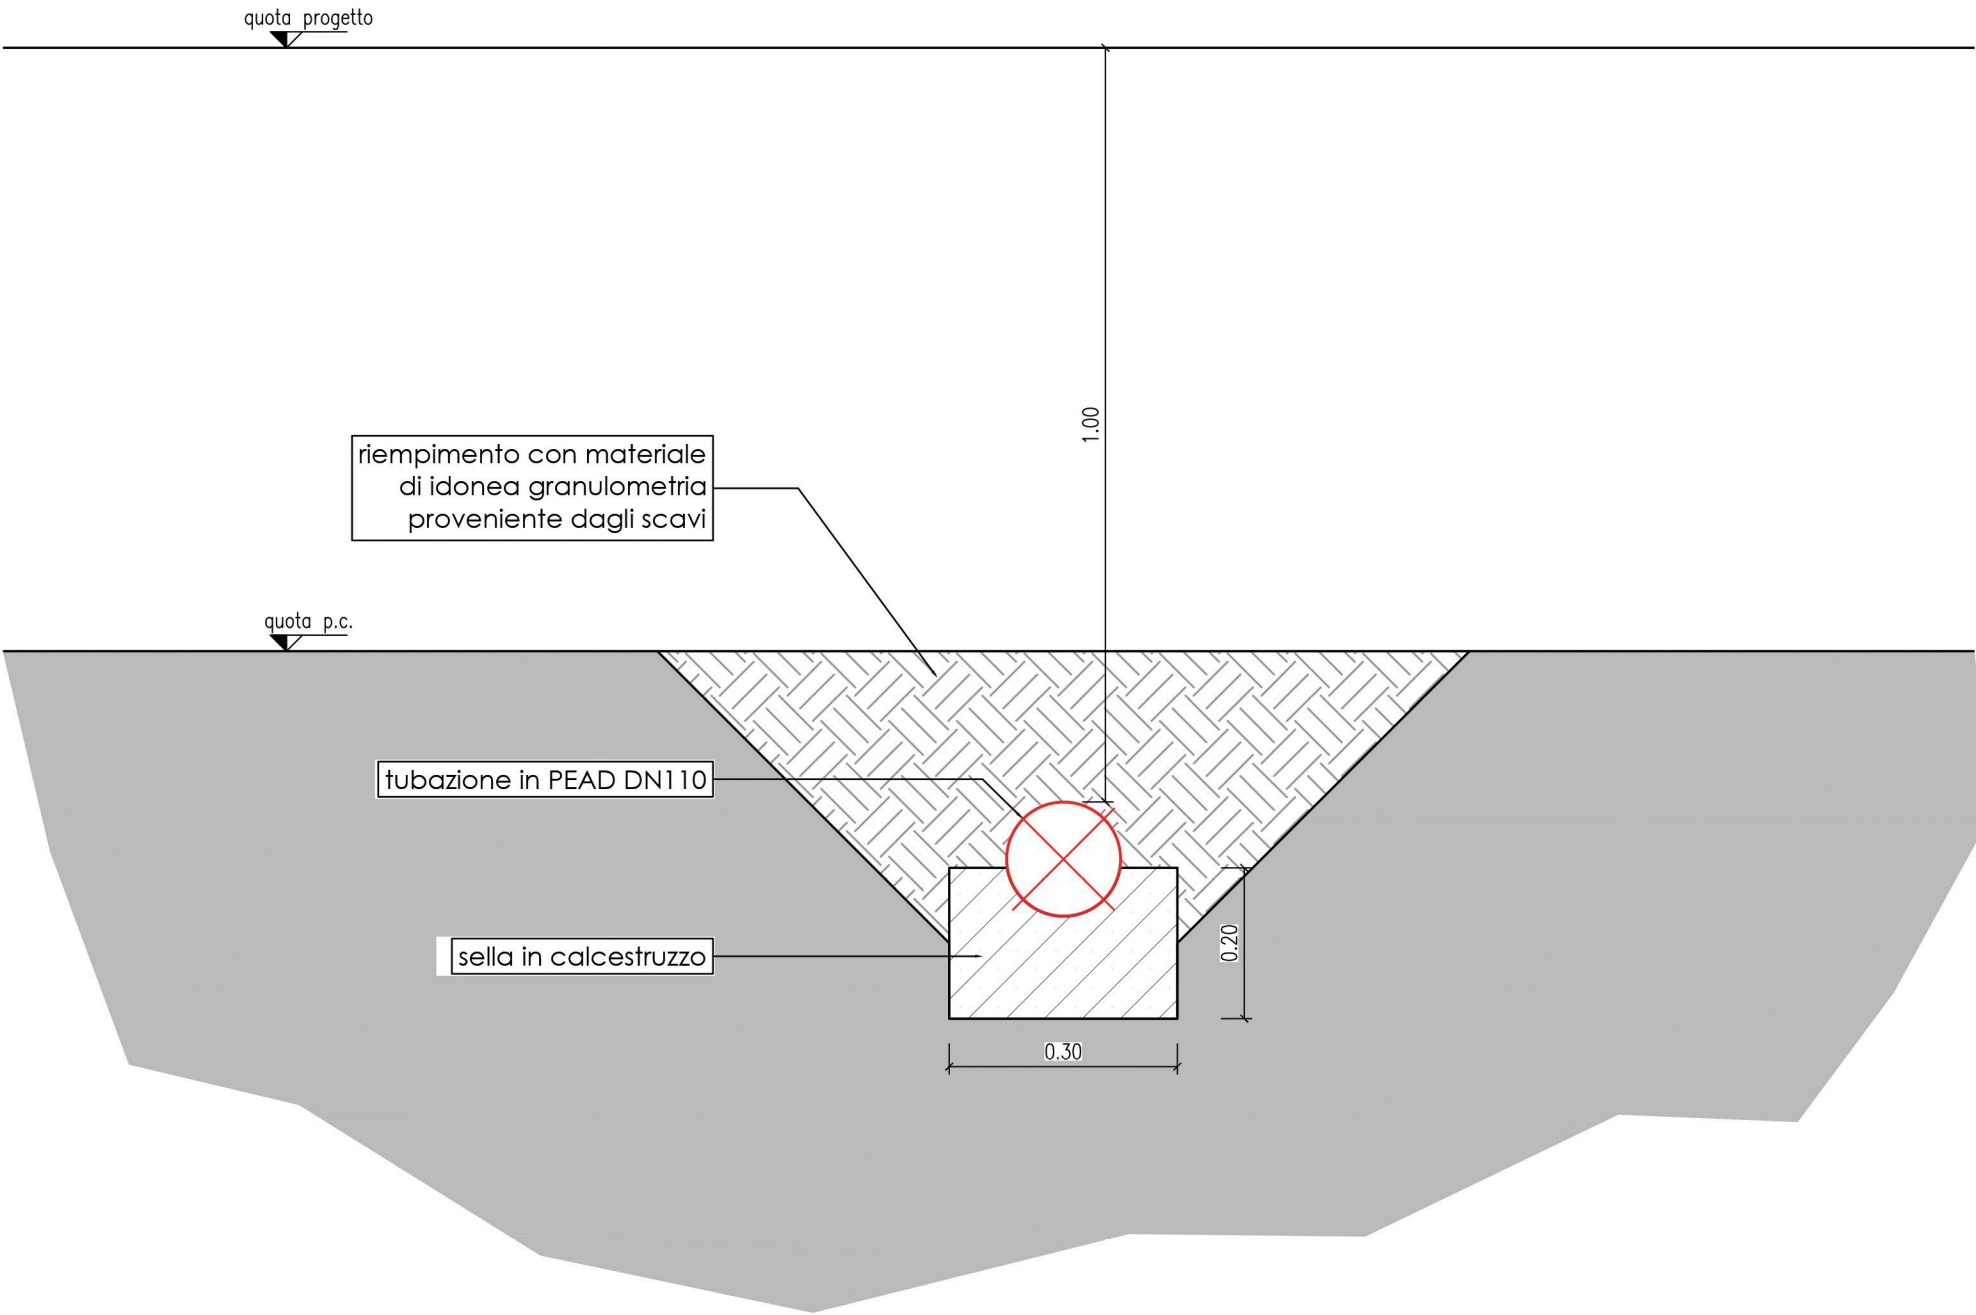 quota progetto
1.00
riempimento con materiale
di idonea granulometria
proveniente dagli scavi
quota p.c.
tubazione in PEAD DN110
sella in calcestruzzo
0.20
0.30